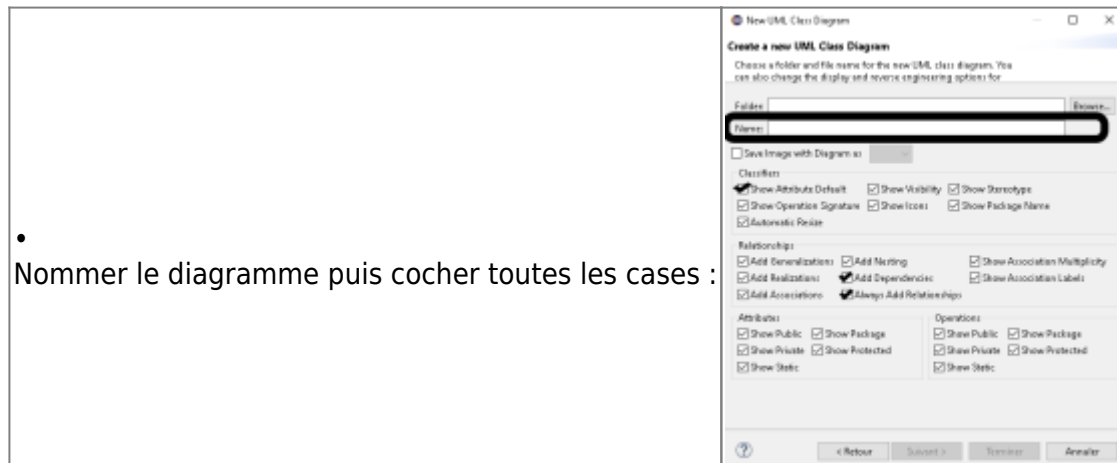 •
Nommer le diagramme puis cocher toutes les cases :
New UML Class Diagram
Create a new UML Class Diagram
Choose a folder and file name for the new UML class diagram. You
can also change the display and reverse engineering options for
Folder: Browse...
Name:
Save Image with Diagram as
Classifiers
Show Attribute Default Show Visibility Show Stereotype
Show Operation Signature Show Icons Show Package Name
Automatic Resize
Relationships
Add Generalizations Add Nesting Show Association Multiplicity
Add Realizations Add Dependencies Show Association Labels
Add Associations Always Add Relationships
Attributes Operations
Show Public Show Package Show Public Show Package
Show Private Show Protected Show Private Show Protected
Show Static Show Static
? < Retour Suivant > Terminer Annuler